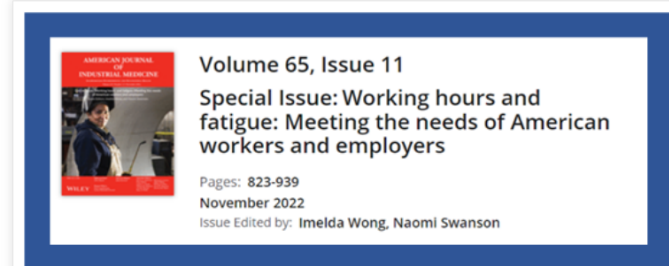 AMERICAN JOURNAL
OF
INDUSTRIAL MEDICINE
WILEY
Volume 65, Issue 11
Special Issue: Working hours and
fatigue: Meeting the needs of American
workers and employers
Pages: 823-939
November 2022
Issue Edited by: Imelda Wong, Naomi Swanson